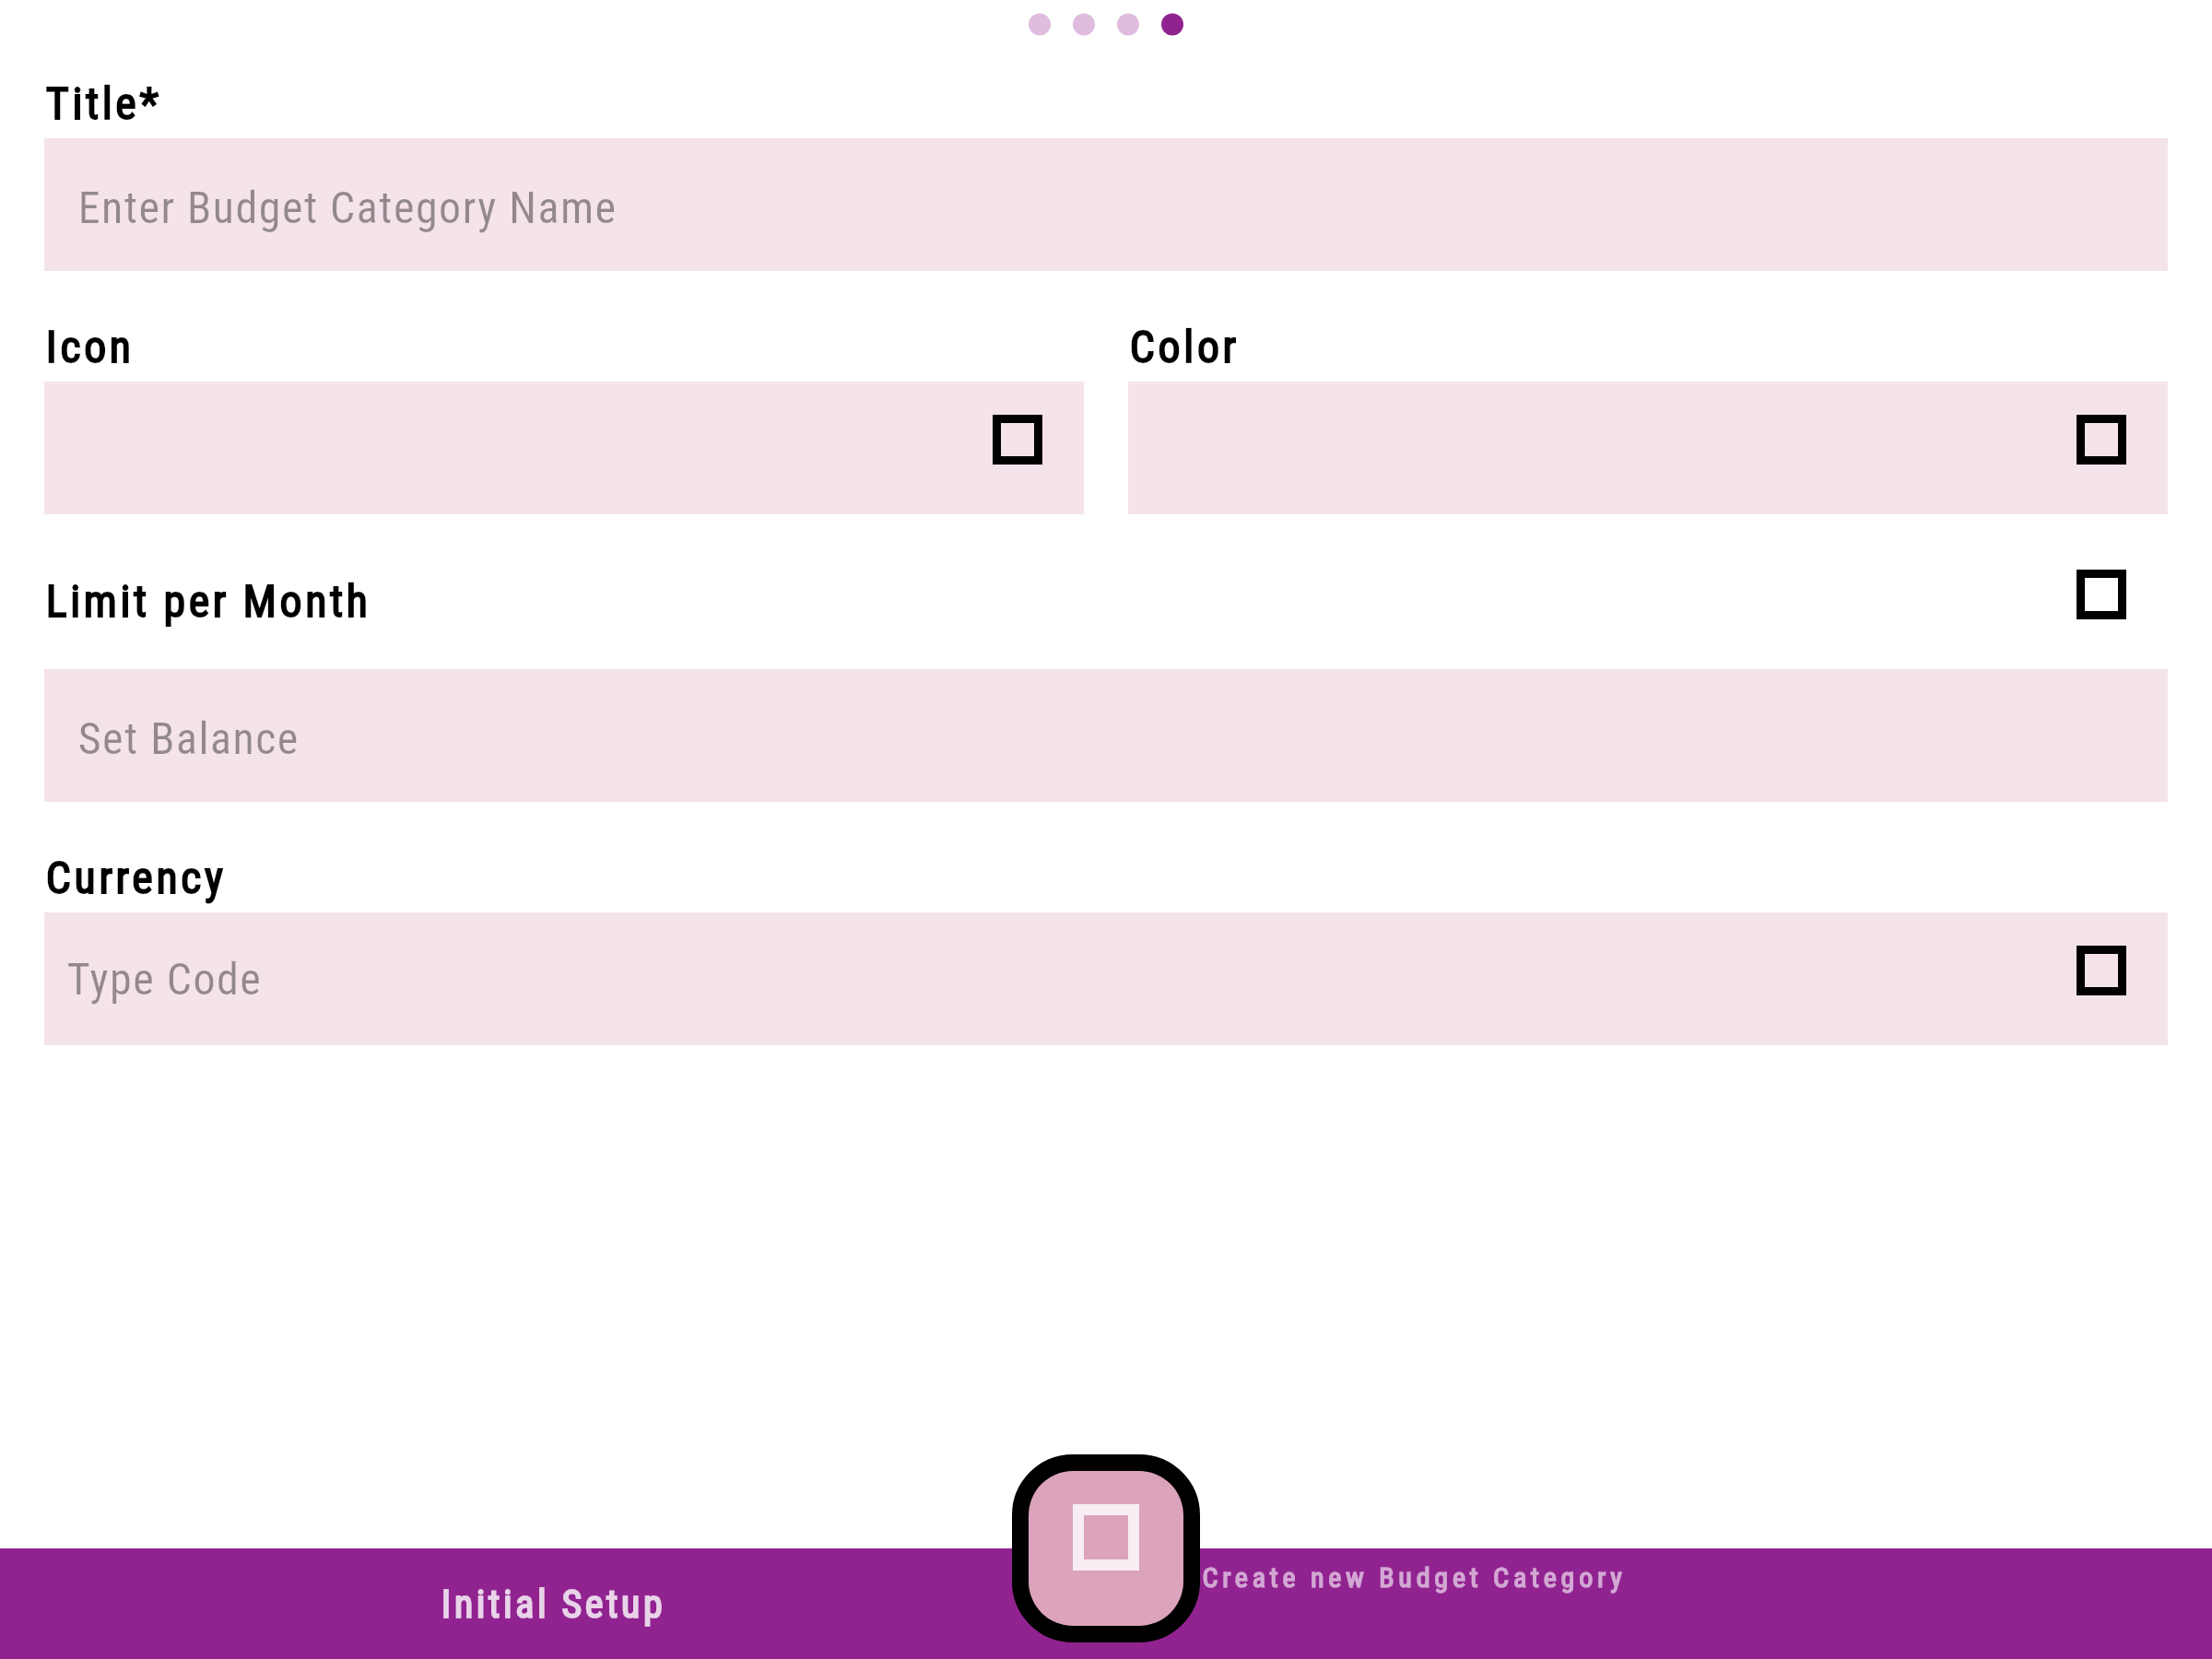 Title*
Enter Budget Category Name
Icon
Color
Limit per Month
Set Balance
Currency
Type Code
Create new Budget Category
Initial Setup